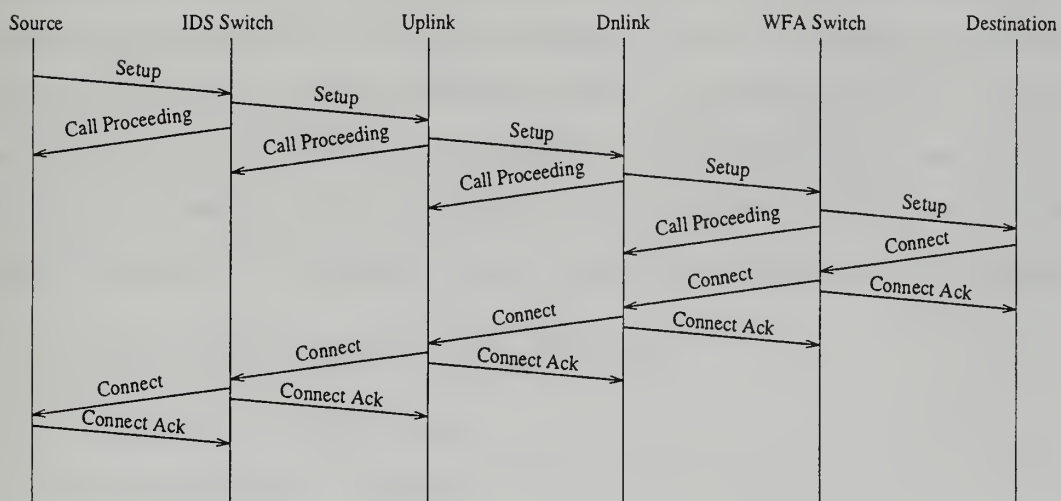 Source IDS Switch Uplink Dnlink WFA Switch Destination
Setup
Setup
Call Proceeding
Call Proceeding
Setup
Call Proceeding
Setup
Call Proceeding
Setup
Connect
Connect
Connect Ack
Connect
Connect Ack
Connect
Connect Ack
Connect
Connect Ack
Connect Ack